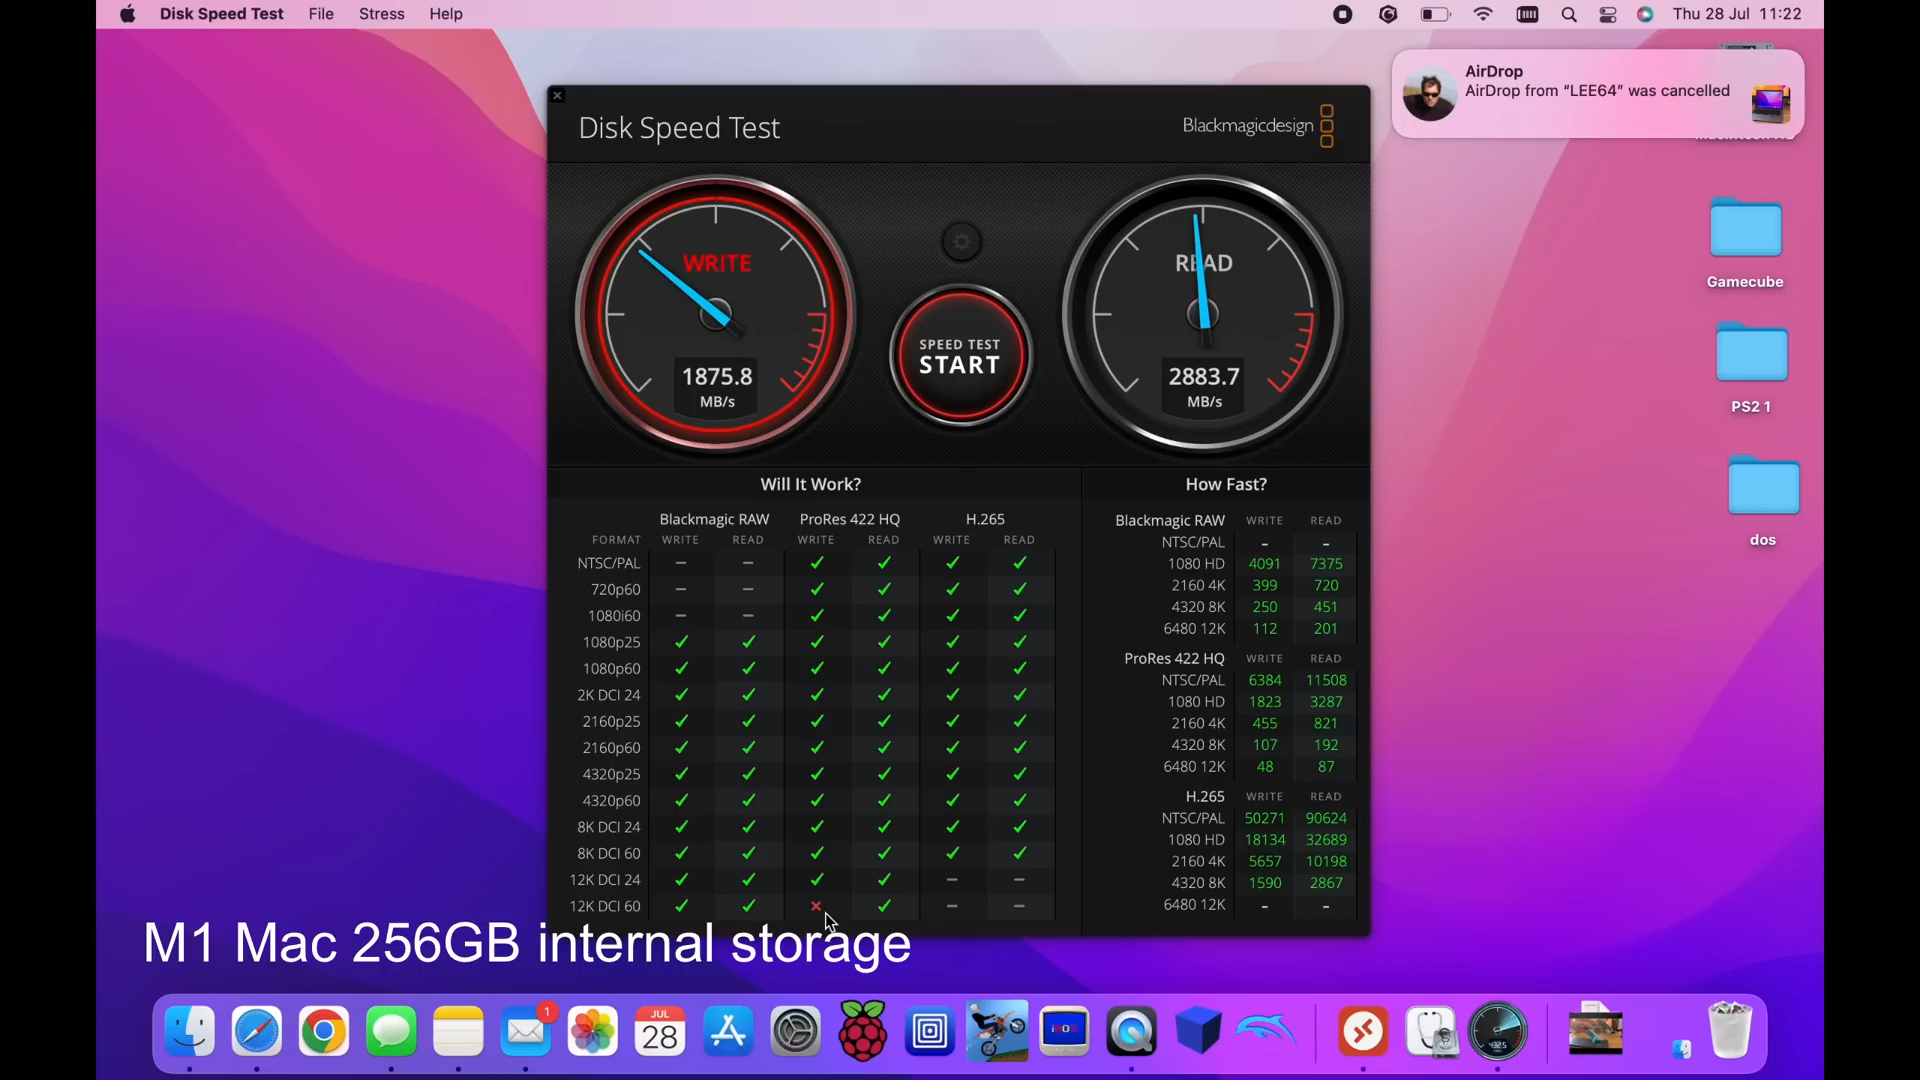 Disk Speed Test File Stress Help Thu 28 Jul 11:22
AirDrop
AirDrop from “LEE64” was cancelled
Disk Speed Test
Blackmagicdesign
WRITE
1875.8
MB/s
SPEED TEST
START
READ
2883.7
MB/s
Gamecube
PS2 1
dos
Will It Work?
Blackmagic RAW ProRes 422 HQ H.265
FORMAT WRITE READ WRITE READ WRITE READ
NTSC/PAL
720p60
1080i60
1080p25
1080p60
2K DCI 24
2160p25
2160p60
4320p25
4320p60
8K DCI 24
8K DCI 60
12K DCI 24
12K DCI 60
How Fast?
Blackmagic RAW WRITE READ
NTSC/PAL - -
1080 HD 4091 7375
2160 4K 399 720
4320 8K 250 451
6480 12K 112 201
ProRes 422 HQ WRITE READ
NTSC/PAL 6384 11508
1080 HD 1823 3287
2160 4K 455 821
4320 8K 107 192
6480 12K 48 87
H.265 WRITE READ
NTSC/PAL 50271 90624
1080 HD 18134 32689
2160 4K 5657 10198
4320 8K 1590 2867
6480 12K - -
M1 Mac 256GB internal storage
1
JUL
28